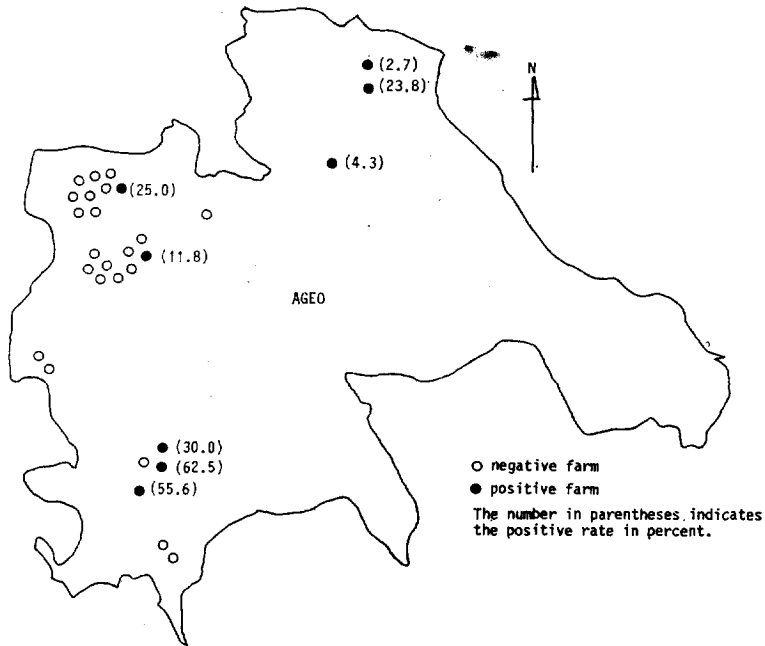 N
(2.7)
(23.8)
(4.3)
(25.0)
(11.8)
AGEO
(30.0)
(62.5)
(55.6)
negative farm
positive farm
The number in parentheses indicates
the positive rate in percent.